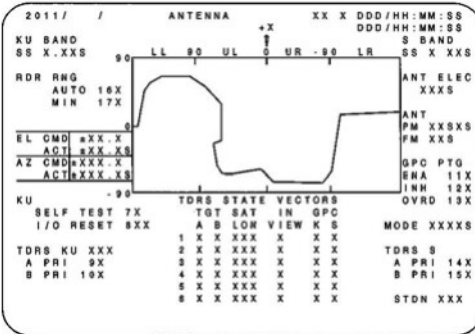 2011/ / ANTENNA XX X DDD/HH:MM:SS
DDD/HH:MM:SS
KU BAND +X S BAND
SS X.XXS 90 LL 90 UL 0 UR -90 LR SS X XXS
RDR RNG ANT ELEC
AUTO 16X XXXS
MIN 17X
ANT
0 PM XXSXS
EL CMD ±XX.X FM XXS
ACT ±XX.XS
AZ CMD ±XXX.X GPC PTG
ACT ±XXX.XS ENA 11X
INH 12X
KU -90 TDRS STATE VECTORS OVRD 13X
SELF TEST 7X TGT SAT IN GPC
I/O RESET 8XX A B LON VIEW K S MODE XXXXS
1 X X XXX X X X
TDRS KU XXX 2 X X XXX X X X TDRS S
A PRI 9X 3 X X XXX X X X A PRI 14X
B PRI 10X 4 X X XXX X X X B PRI 15X
5 X X XXX X X X
6 X X XXX X X X STDN XXX